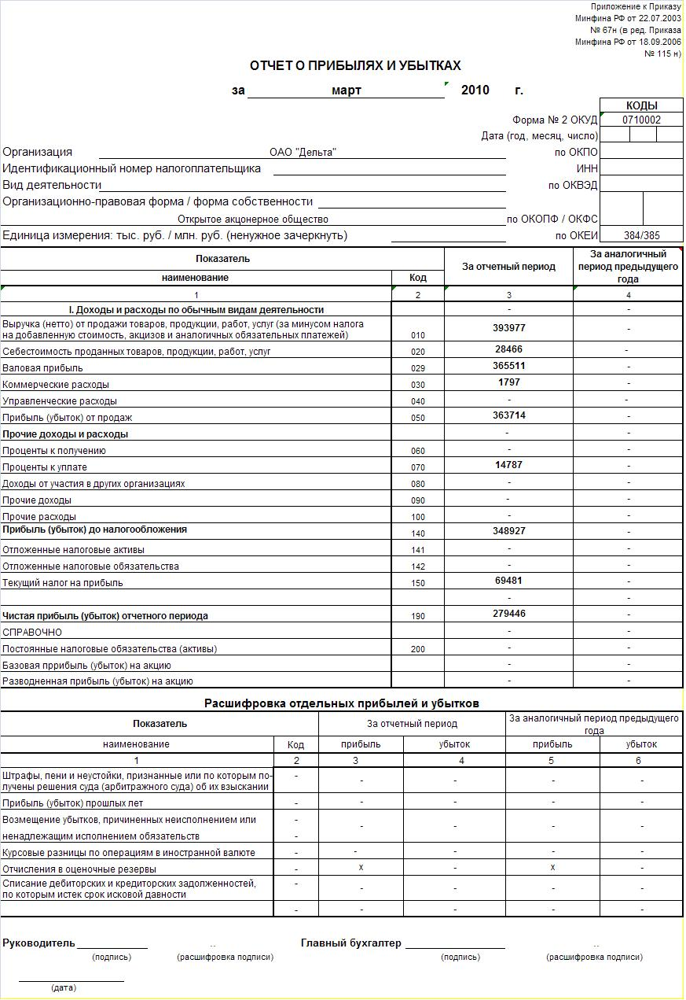 Приложение к Приказу
Минфина РФ от 22.07.2003
№ 67н (в ред. Приказа
Минфина РФ от 18.09.2006
№ 115 н)
ОТЧЕТ О ПРИБЫЛЯХ И УБЫТКАХ
за март 2010 г.
КОДЫ
Форма № 2 ОКУД 0710002
Дата (год, месяц, число)
Организация ОАО "Дельта" по ОКПО
Идентификационный номер налогоплательщика ИНН
Вид деятельности по ОКВЭД
Организационно-правовая форма / форма собственности
Открытое акционерное общество по ОКОПФ / ОКФС
Единица измерения: тыс. руб. / млн. руб. (ненужное зачеркнуть) по ОКЕИ 384/385
Показатель За отчетный период За аналогичный период предыдущего года
наименование Код
1 2 3 4
I. Доходы и расходы по обычным видам деятельности - -
Выручка (нетто) от продажи товаров, продукции, работ, услуг (за минусом налога
на добавленную стоимость, акцизов и аналогичных обязательных платежей) 010 393977 -
Себестоимость проданных товаров, продукции, работ, услуг 020 28466 -
Валовая прибыль 029 365511 -
Коммерческие расходы 030 1797 -
Управленческие расходы 040 - -
Прибыль (убыток) от продаж 050 363714 -
Прочие доходы и расходы - -
Проценты к получению 060 - -
Проценты к уплате 070 14787 -
Доходы от участия в других организациях 080 - -
Прочие доходы 090 - -
Прочие расходы 100 - -
Прибыль (убыток) до налогообложения 140 348927 -
Отложенные налоговые активы 141 - -
Отложенные налоговые обязательства 142 - -
Текущий налог на прибыль 150 69481 -
- -
Чистая прибыль (убыток) отчетного периода 190 279446 -
СПРАВОЧНО - -
Постоянные налоговые обязательства (активы) 200 - -
Базовая пррибыль (убыток) на акцию - -
Разводненная прибыль (убыток) на акцию - -
Расшифровка отдельных прибылей и убытков
Показатель За отчетный период За аналогичный период предыдущего года
наименование Код прибыль убыток прибыль убыток
1 2 3 4 5 6
Штрафы, пени и неустойки, признанные или по которым по-
лучены решения суда (арбитражного суда) об их взыскании - - - - -
Прибыль (убыток) прошлых лет - - - - -
Возмещение убытков, причиненных неисполнением или -
ненадлежащим исполнением обязательств - - - - -
Курсовые разницы по операциям в иностранной валюте - - - - -
Отчисления в оценочные резервы - х - х -
Списание дебиторских и кредиторских задолженностей,
по которым истек срок исковой давности - - - - -
- - - - -
Руководитель .. Главный бухгалтер ..
(подпись) (расшифровка подписи) (подпись) (расшифровка подписи)
(дата)